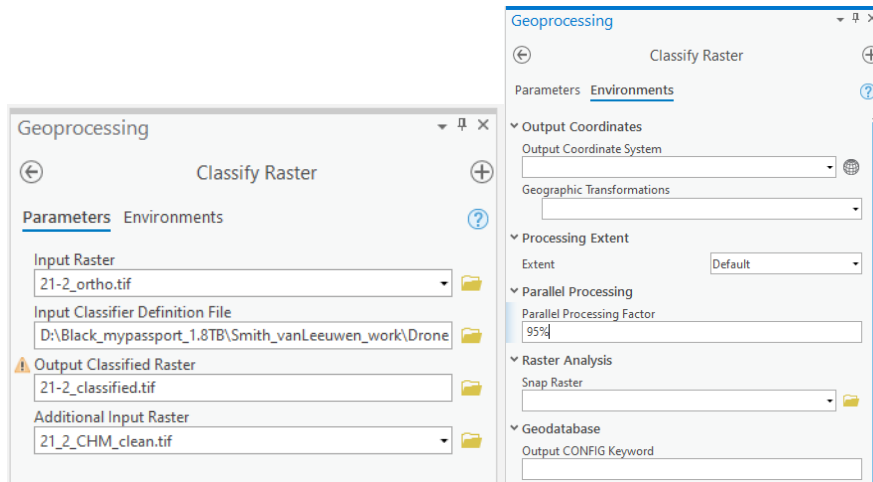 Geoprocessing
Classify Raster
Parameters Environments
Input Raster
21-2_ortho.tif
Input Classifier Definition File
D:\Black_mypassport_1.8TB\Smith_vanLeeuwen_work\Drone
Output Classified Raster
21-2_classified.tif
Additional Input Raster
21_2_CHM_clean.tif
Geoprocessing
Classify Raster
Parameters Environments
Output Coordinates
Output Coordinate System
Geographic Transformations
Processing Extent
Extent Default
Parallel Processing
Parallel Processing Factor
95%
Raster Analysis
Snap Raster
Geodatabase
Output CONFIG Keyword